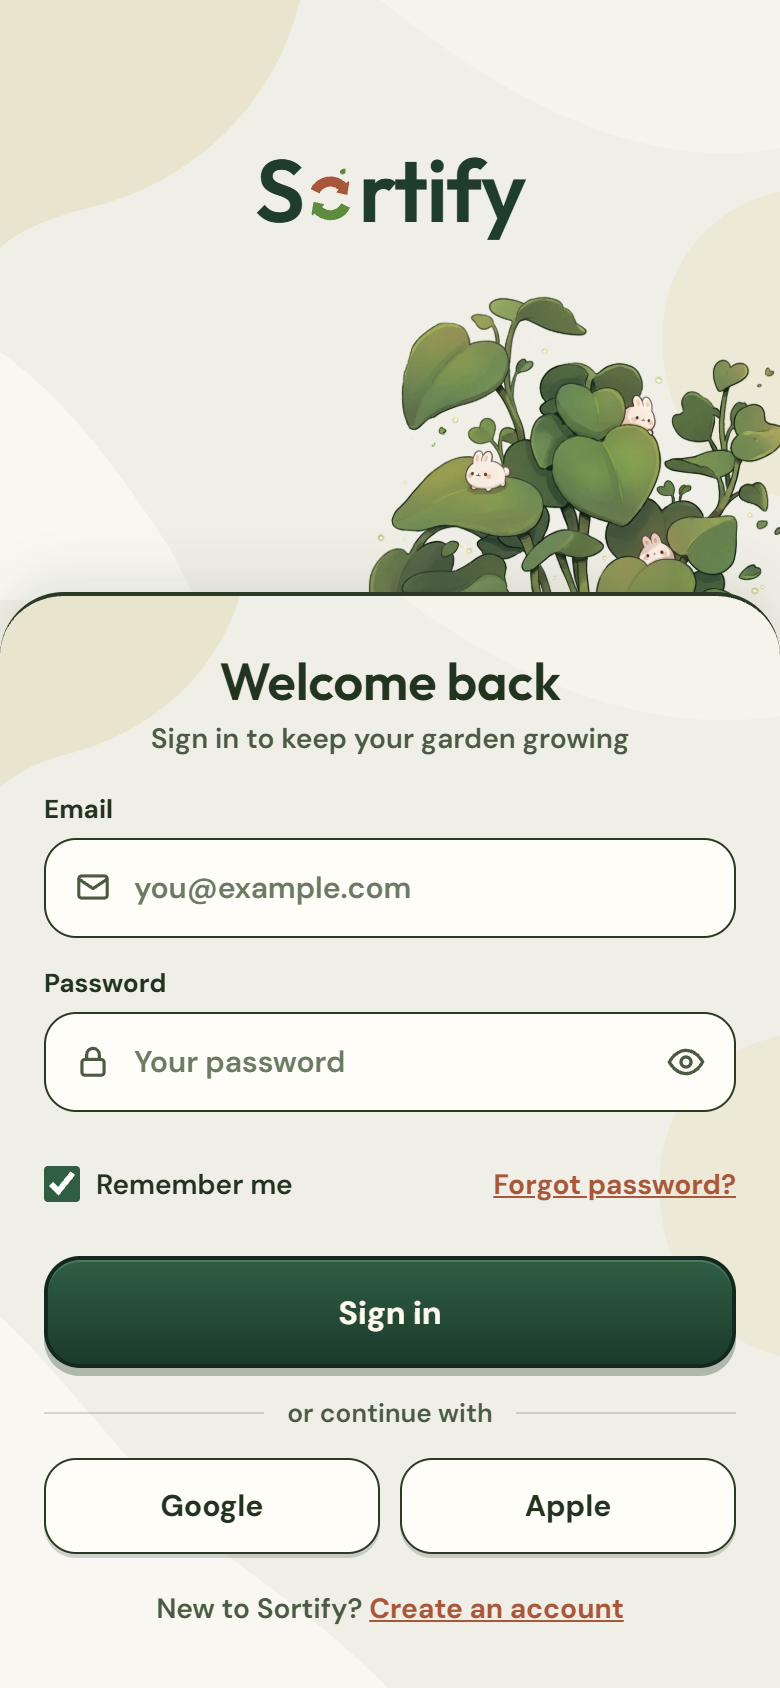 Sortify
Welcome back
Sign in to keep your garden growing
Email
you@example.com
Password
Your password
Remember me
Forgot password?
Sign in
or continue with
Google
Apple
New to Sortify? Create an account